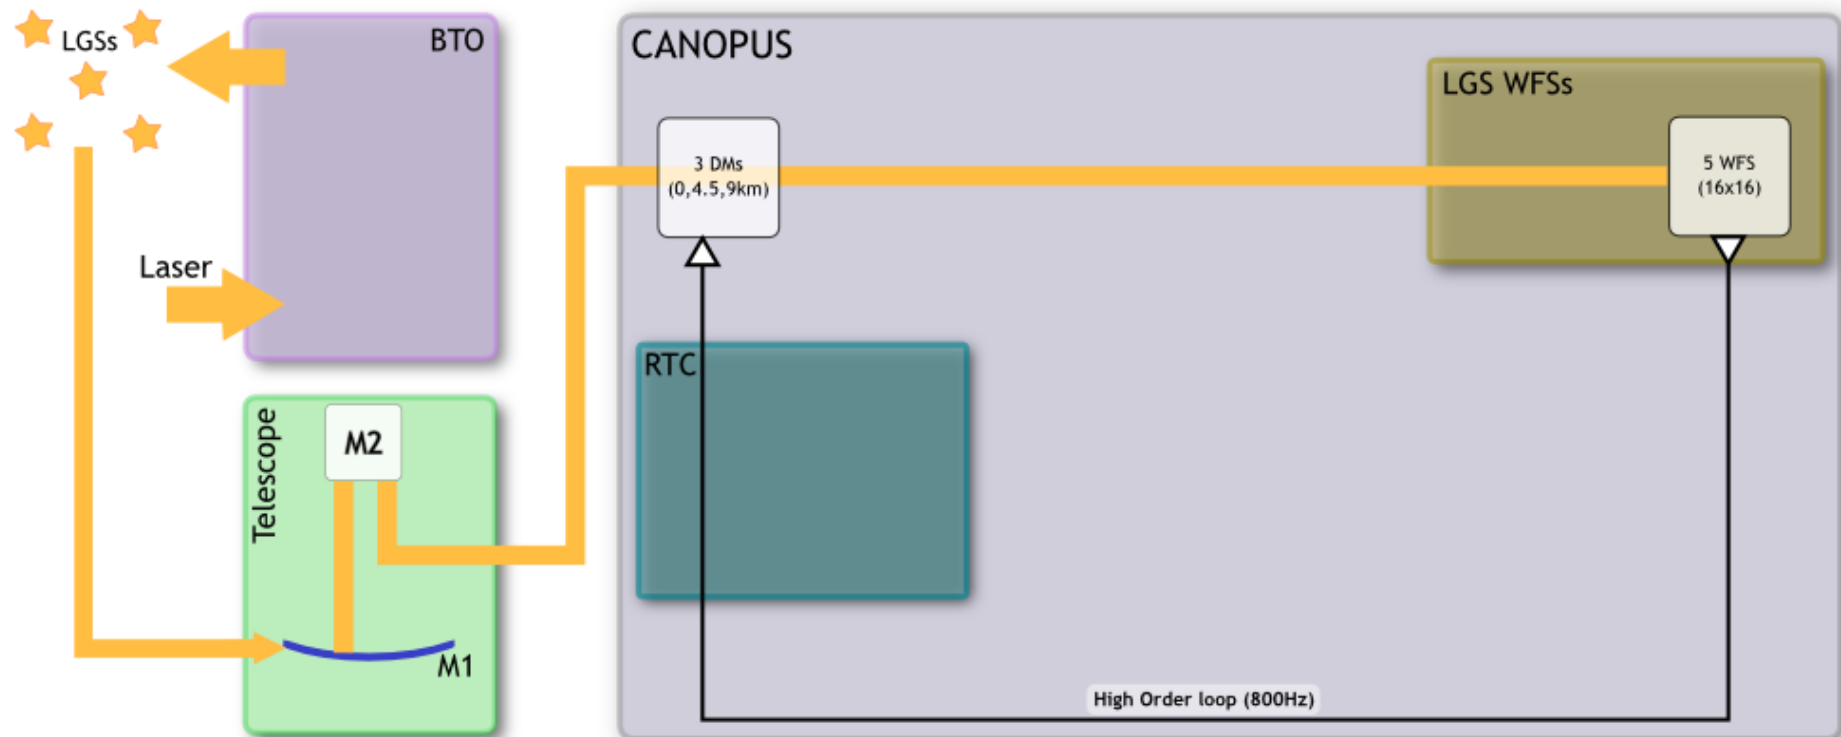 LGSs
BTO
CANOPUS
LGS WFSs
3 DMs
(0,4.5,9km)
5 WFS
(16x16)
Laser
RTC
Telescope
M2
M1
High Order loop (800Hz)